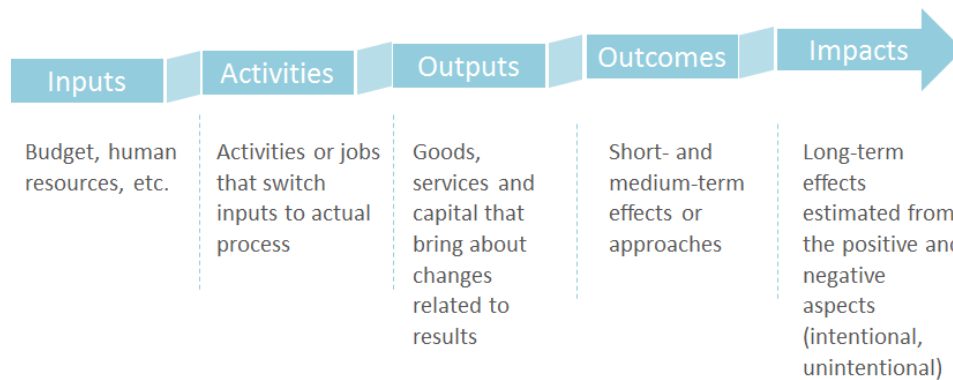 Inputs
Activities
Outputs
Outcomes
Impacts
Budget, human
resources, etc.
Activities or jobs
that switch
inputs to actual
process
Goods,
services and
capital that
bring about
changes
related to
results
Short- and
medium-term
effects or
approaches
Long-term
effects
estimated from
the positive and
negative
aspects
(intentional,
unintentional)